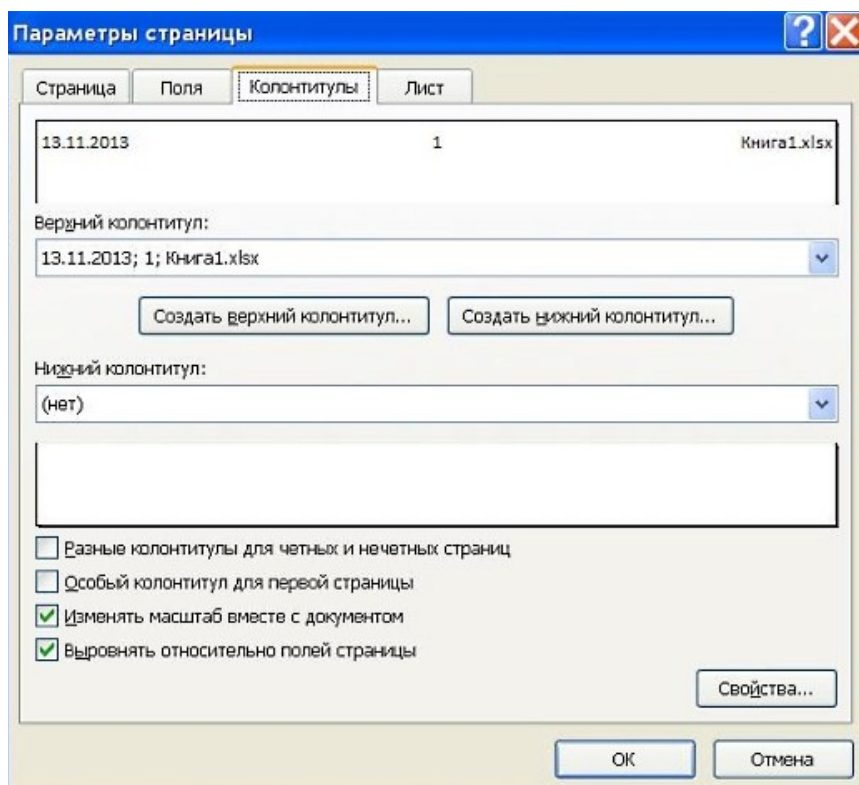 Параметры страницы
Страница Поля Колонтитулы Лист
13.11.2013 1 Книга1.xlsx
Верхний колонтитул:
13.11.2013; 1; Книга1.xlsx
Создать верхний колонтитул... Создать нижний колонтитул...
Нижний колонтитул:
(нет)
Разные колонтитулы для четных и нечетных страниц
Особый колонтитул для первой страницы
Изменять масштаб вместе с документом
Выровнять относительно полей страницы
Свойства...
ОК Отмена